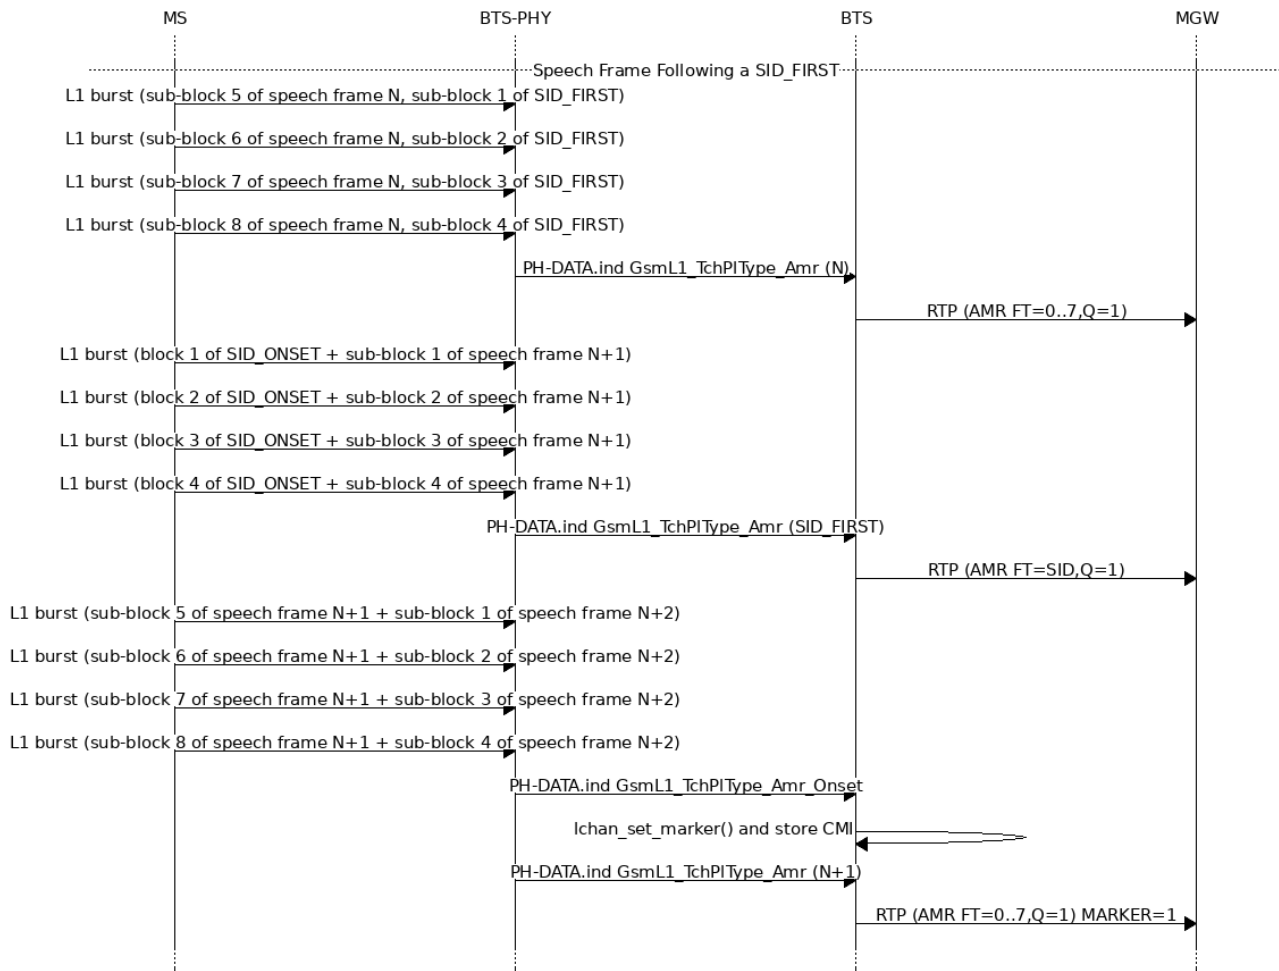 MS BTS-PHY BTS MGW
Speech Frame Following a SID_FIRST
L1 burst (sub-block 5 of speech frame N, sub-block 1 of SID_FIRST)
L1 burst (sub-block 6 of speech frame N, sub-block 2 of SID_FIRST)
L1 burst (sub-block 7 of speech frame N, sub-block 3 of SID_FIRST)
L1 burst (sub-block 8 of speech frame N, sub-block 4 of SID_FIRST)
PH-DATA.ind GsmL1_TchPlType_Amr (N)
RTP (AMR FT=0..7,Q=1)
L1 burst (block 1 of SID_ONSET + sub-block 1 of speech frame N+1)
L1 burst (block 2 of SID_ONSET + sub-block 2 of speech frame N+1)
L1 burst (block 3 of SID_ONSET + sub-block 3 of speech frame N+1)
L1 burst (block 4 of SID_ONSET + sub-block 4 of speech frame N+1)
PH-DATA.ind GsmL1_TchPlType_Amr (SID_FIRST)
RTP (AMR FT=SID,Q=1)
L1 burst (sub-block 5 of speech frame N+1 + sub-block 1 of speech frame N+2)
L1 burst (sub-block 6 of speech frame N+1 + sub-block 2 of speech frame N+2)
L1 burst (sub-block 7 of speech frame N+1 + sub-block 3 of speech frame N+2)
L1 burst (sub-block 8 of speech frame N+1 + sub-block 4 of speech frame N+2)
PH-DATA.ind GsmL1_TchPlType_Amr_Onset
lchan_set_marker() and store CMI
PH-DATA.ind GsmL1_TchPlType_Amr (N+1)
RTP (AMR FT=0..7,Q=1) MARKER=1